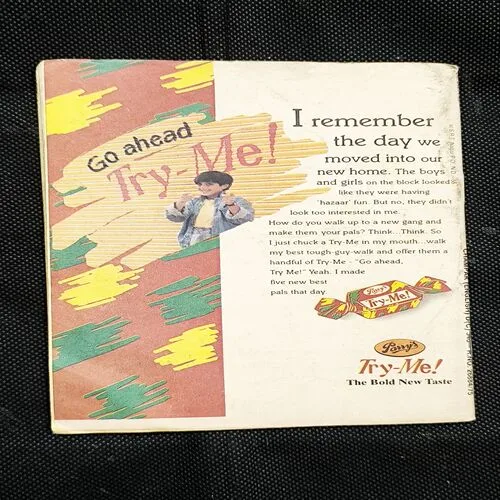 Go ahead
Try-Me!
I remember
the day we
moved into our
new home. The boys
and girls on the block looked
like they were having
'hazaar' fun. But no, they didn't
look too interested in me.
How do you walk up to a new gang and
make them your pals? Think...Think. So
I just chuck a Try-Me in my mouth...walk
my best tough-guy-walk and offer them a
handful of Try-Me - "Go ahead,
Try Me!" Yeah. I made
five new best
pals that day.
Parry's
Try-Me!
Parry's
Try-Me!
The Bold New Taste